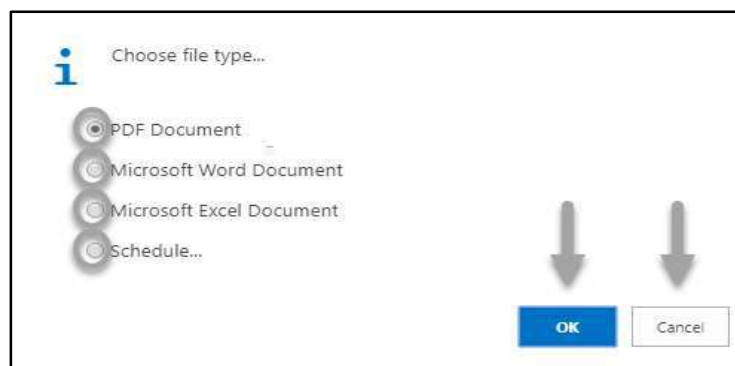 Choose file type...
PDF Document
Microsoft Word Document
Microsoft Excel Document
Schedule...
OK
Cancel